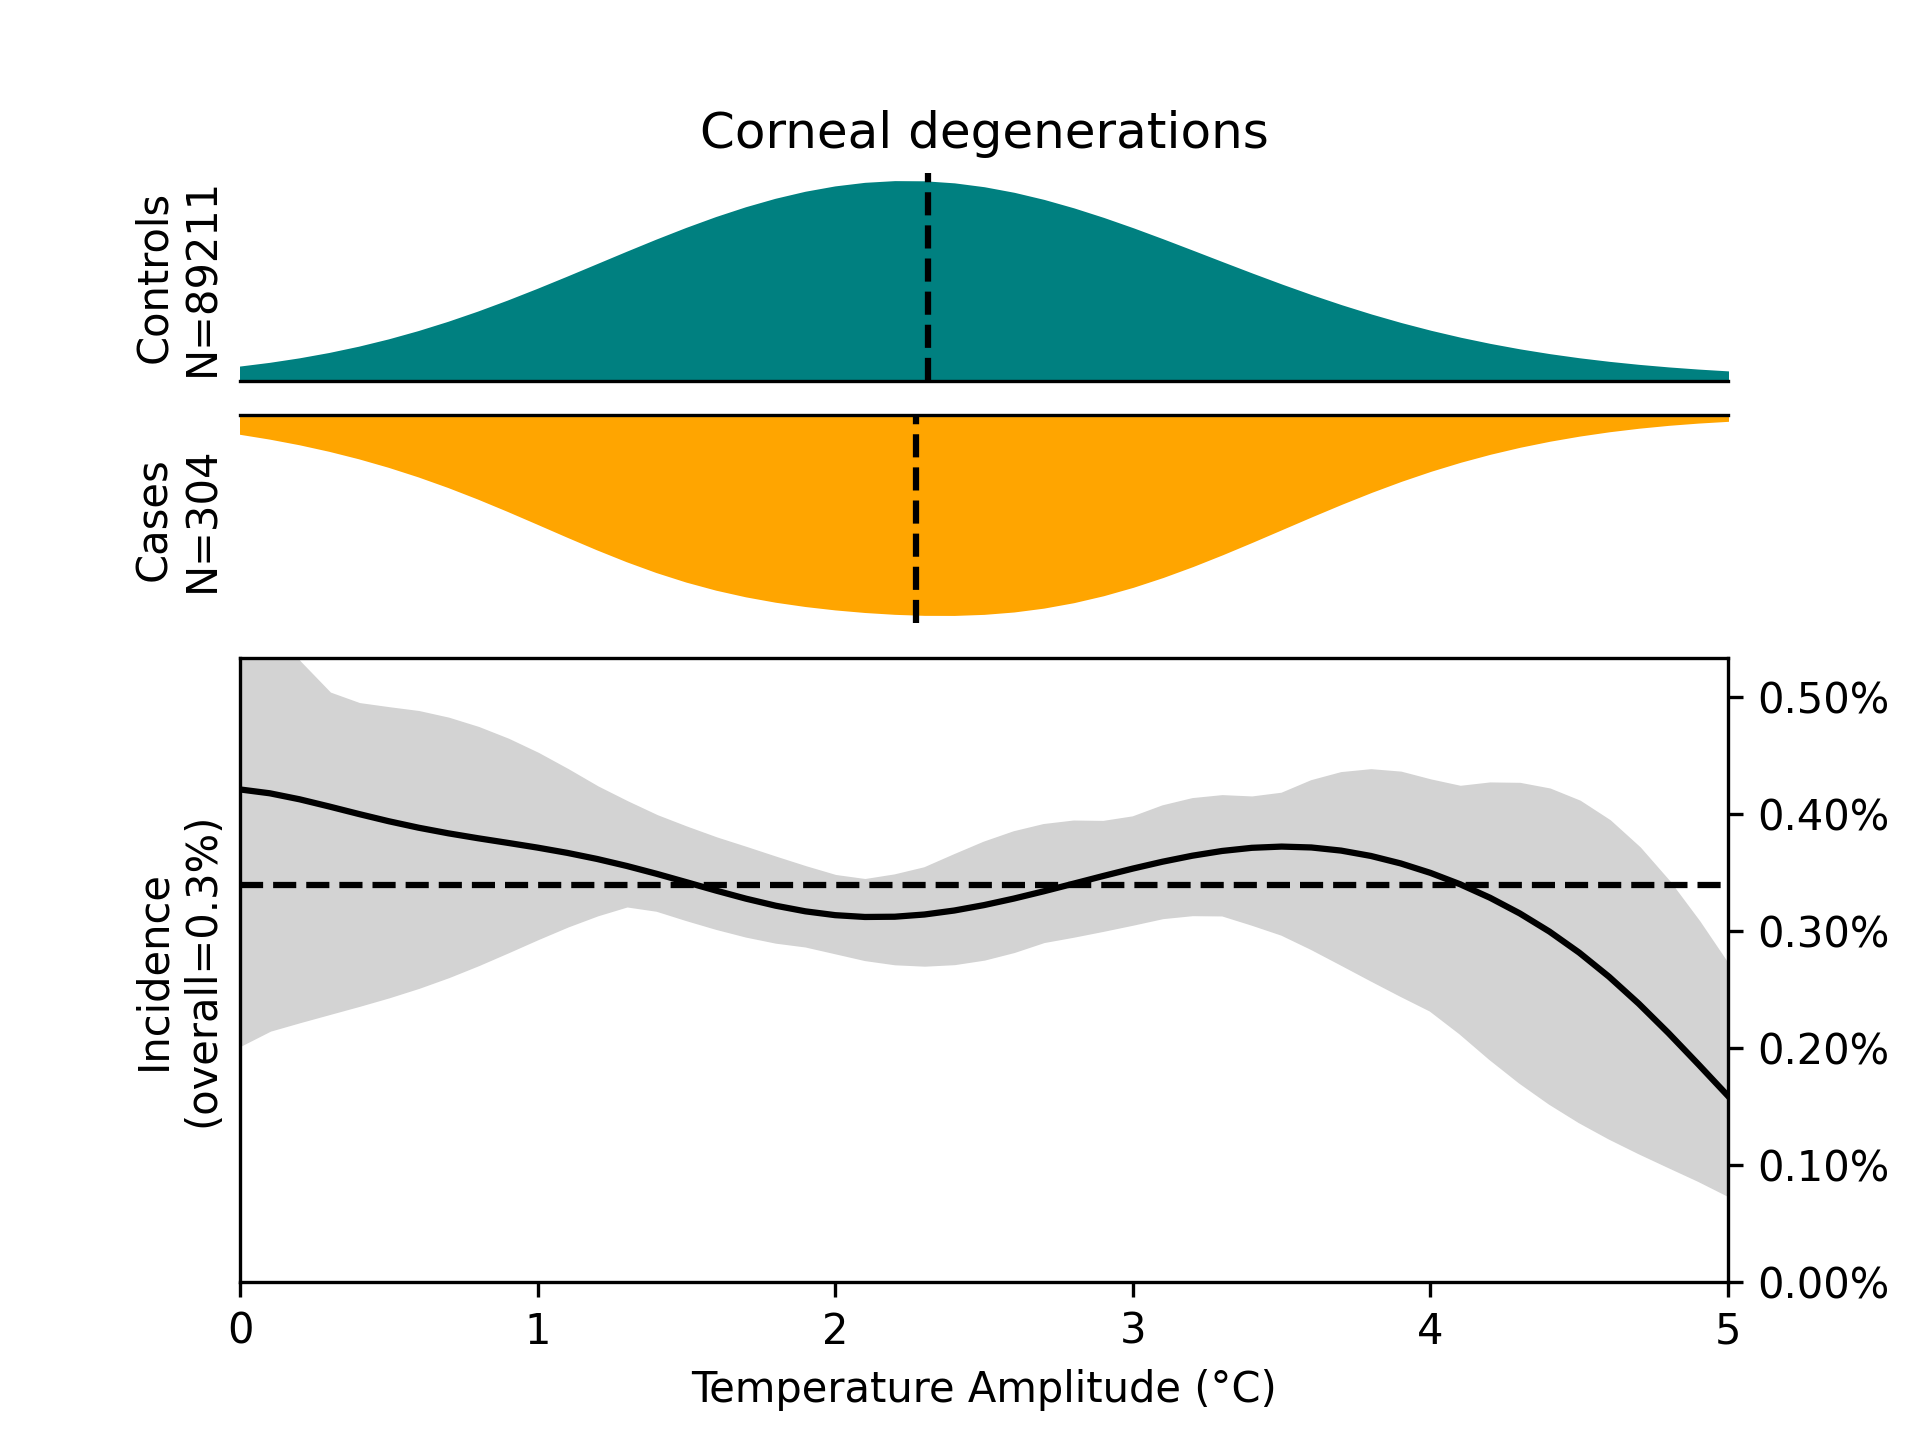 Corneal degenerations
Controls
N=89211
Cases
N=304
Incidence
(overall=0.3%)
0.50%
0.40%
0.30%
0.20%
0.10%
0.00%
0 1 2 3 4 5
Temperature Amplitude (°C)